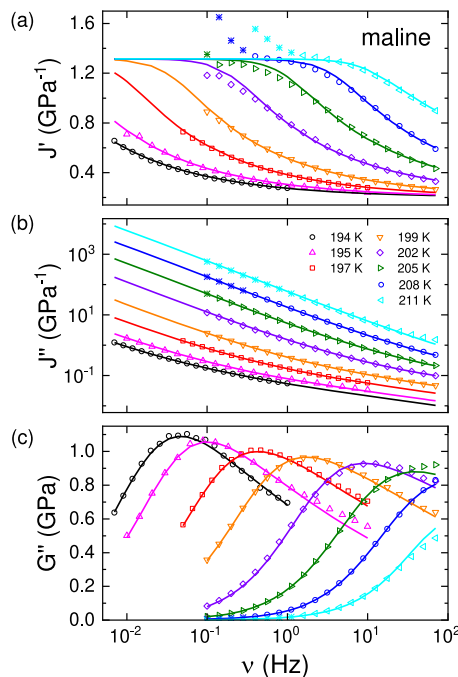 (a)
maline
1.6
1.2
0.8
0.4
J' (GPa⁻¹)
(b)
10³
10¹
10⁻¹
J'' (GPa⁻¹)
194 K
195 K
197 K
199 K
202 K
205 K
208 K
211 K
(c)
1.0
0.8
0.6
0.4
0.2
0.0
G'' (GPa)
10⁻² 10⁻¹ 10⁰ 10¹ 10²
ν (Hz)